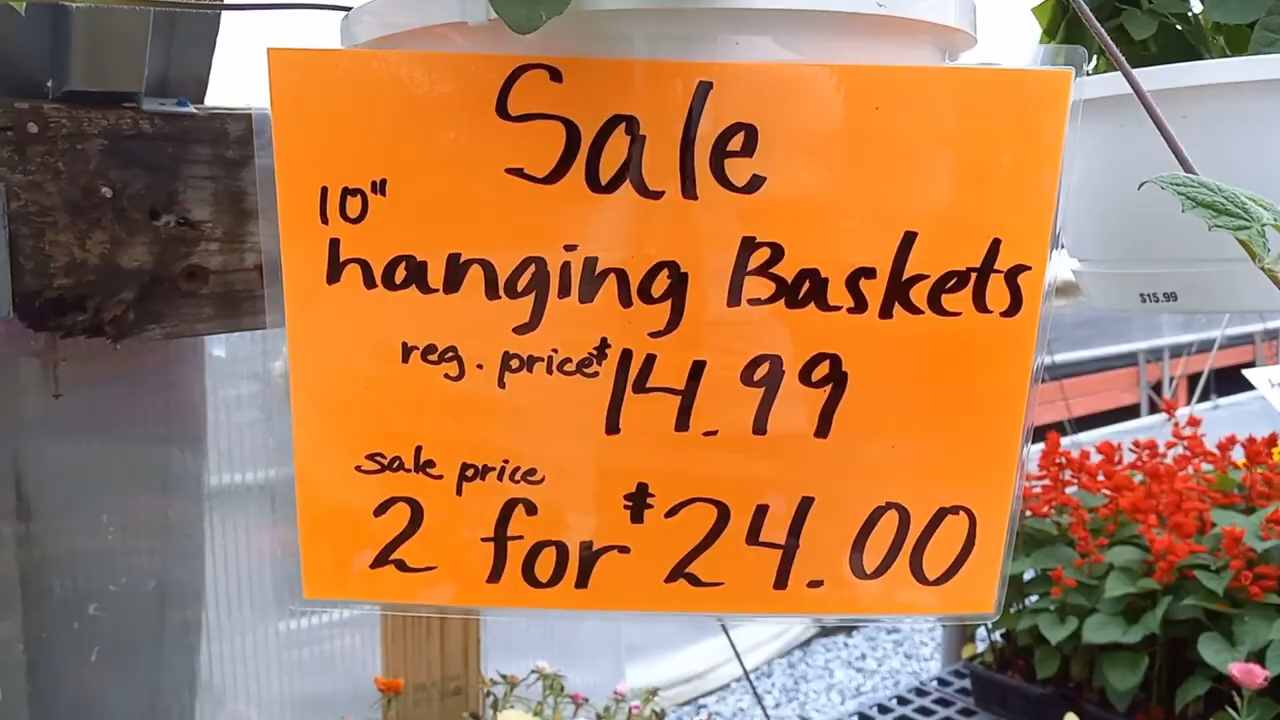 Sale
10"
hanging Baskets
reg. price $14.99
sale price
2 for $24.00
$15.99